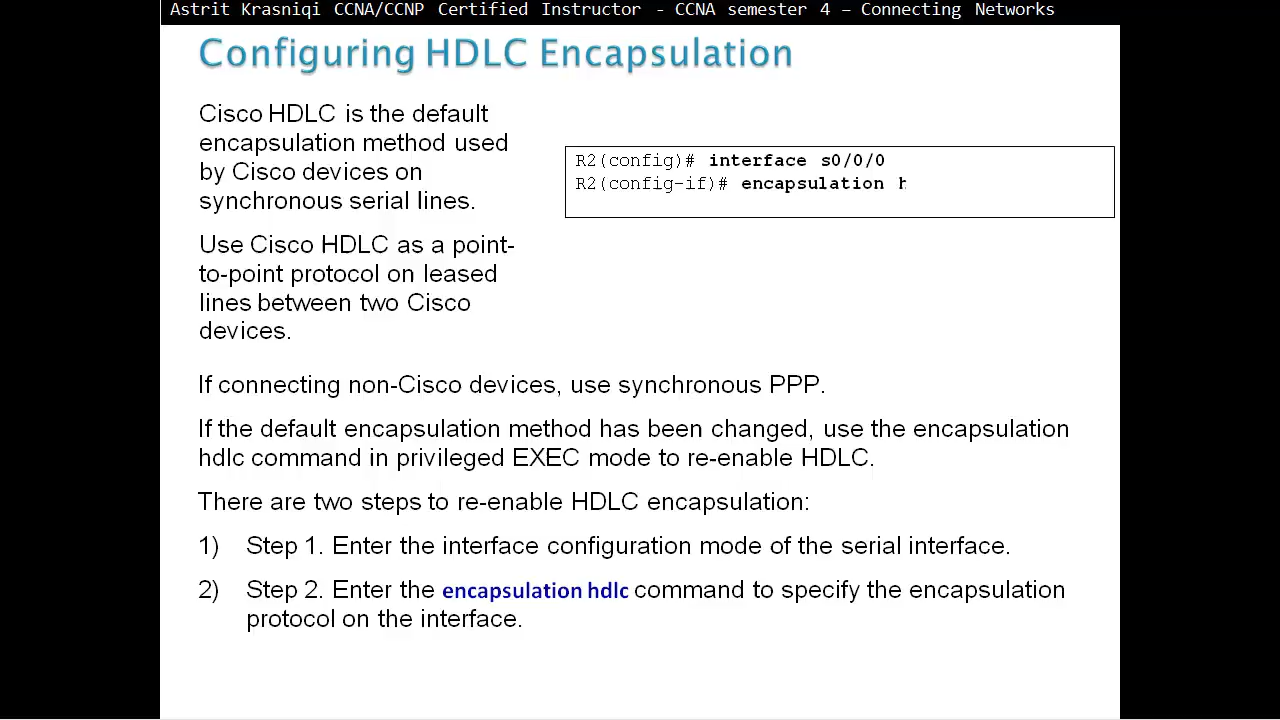 Astrit Krasniqi CCNA/CCNP Certified Instructor - CCNA semester 4 – Connecting Networks
Configuring HDLC Encapsulation
Cisco HDLC is the default
encapsulation method used
by Cisco devices on
synchronous serial lines.
Use Cisco HDLC as a point-
to-point protocol on leased
lines between two Cisco
devices.
R2(config)# interface s0/0/0
R2(config-if)# encapsulation h
If connecting non-Cisco devices, use synchronous PPP.
If the default encapsulation method has been changed, use the encapsulation
hdlc command in privileged EXEC mode to re-enable HDLC.
There are two steps to re-enable HDLC encapsulation:
1) Step 1. Enter the interface configuration mode of the serial interface.
2) Step 2. Enter the encapsulation hdlc command to specify the encapsulation
protocol on the interface.